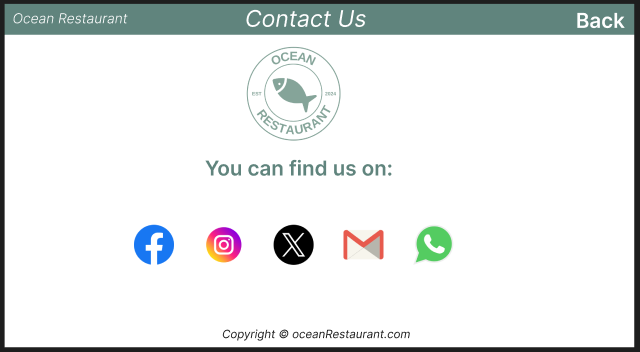 Ocean Restaurant
Contact Us
Back
OCEAN
EST 2024
RESTAURANT
You can find us on:
Copyright © oceanRestaurant.com